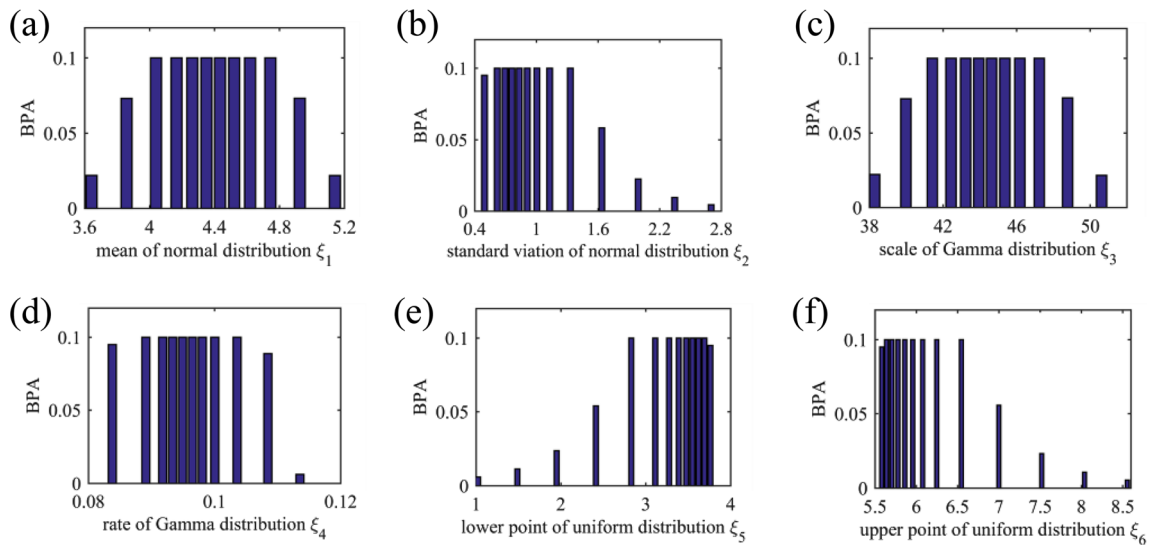 (a)
0.1
0.05
0
BPA
3.6 4 4.4 4.8 5.2
mean of normal distribution ξ1
(b)
0.1
0.05
0
BPA
0.4 1 1.6 2.2 2.8
standard viation of normal distribution ξ2
(c)
0.1
0.05
0
BPA
38 42 46 50
scale of Gamma distribution ξ3
(d)
0.1
0.05
0
BPA
0.08 0.1 0.12
rate of Gamma distribution ξ4
(e)
0.1
0.05
0
BPA
1 2 3 4
lower point of uniform distribution ξ5
(f)
0.1
0.05
0
BPA
5.5 6 6.5 7 7.5 8 8.5
upper point of uniform distribution ξ6